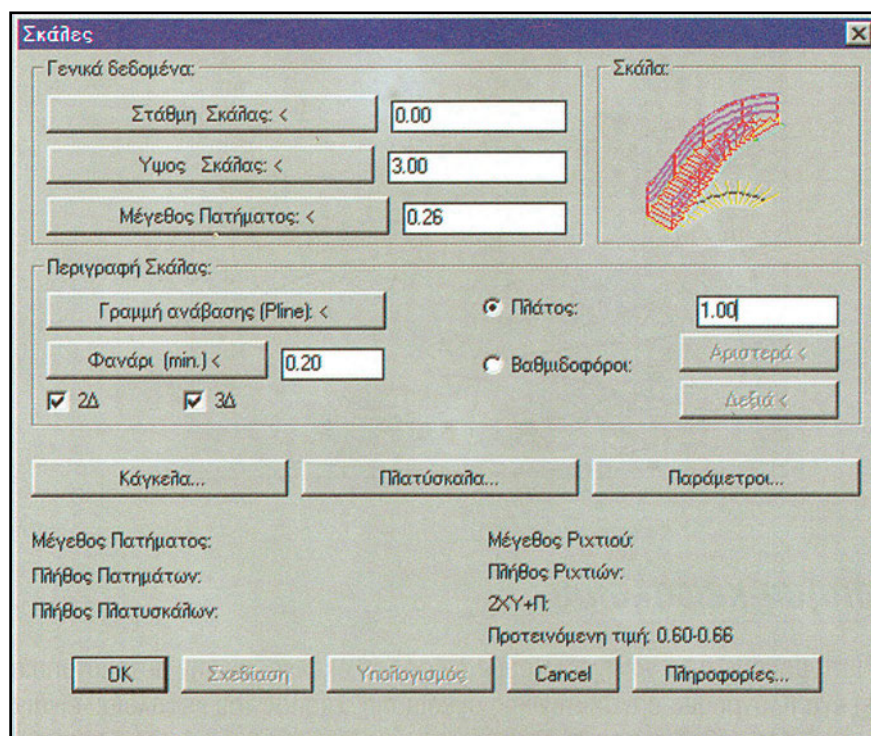 Σκάλες
Γενικά δεδομένα:
Σκάλα:
Στάθμη Σκάλας: < 0.00
Υψος Σκάλας: < 3.00
Μέγεθος Πατήματος: < 0.26
Περιγραφή Σκάλας:
Γραμμή ανάβασης (Pline): <
Πλάτος: 1.00
Φανάρι (min.) < 0.20
Βαθμιδοφόροι:
Αριστερά <
2Δ 3Δ
Δεξιά <
Κάγκελα... Πλατύσκαλα... Παράμετροι...
Μέγεθος Πατήματος: Μέγεθος Ριχτιού:
Πλήθος Πατημάτων: Πλήθος Ριχτιών:
Πλήθος Πλατυσκάλων: 2ΧΥ+Π:
Προτεινόμενη τιμή: 0.60-0.66
OK Σχεδίαση Υπολογισμός Cancel Πληροφορίες...